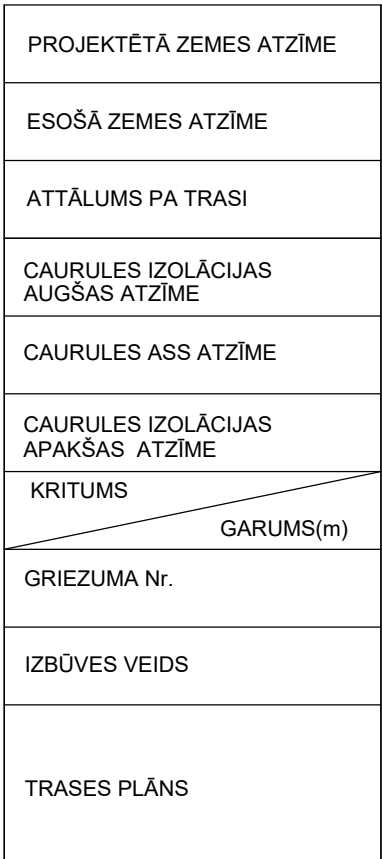 PROJEKTĒTĀ ZEMES ATZĪME
ESOŠĀ ZEMES ATZĪME
ATTĀLUMS PA TRASI
CAURULES IZOLĀCIJAS
AUGŠAS ATZĪME
CAURULES ASS ATZĪME
CAURULES IZOLĀCIJAS
APAKŠAS ATZĪME
KRITUMS
GARUMS(m)
GRIEZUMA Nr.
IZBŪVES VEIDS
TRASES PLĀNS